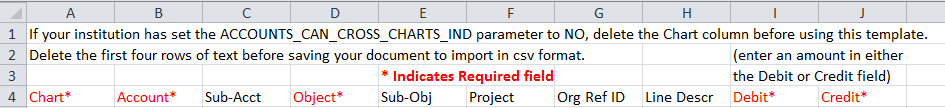 A B C D E F G H I J
1 If your institution has set the ACCOUNTS_CAN_CROSS_CHARTS_IND parameter to NO, delete the Chart column before using this template.
2 Delete the first four rows of text before saving your document to import in csv format. (enter an amount in either
3 * Indicates Required field the Debit or Credit field)
4 Chart* Account* Sub-Acct Object* Sub-Obj Project Org Ref ID Line Descr Debit* Credit*